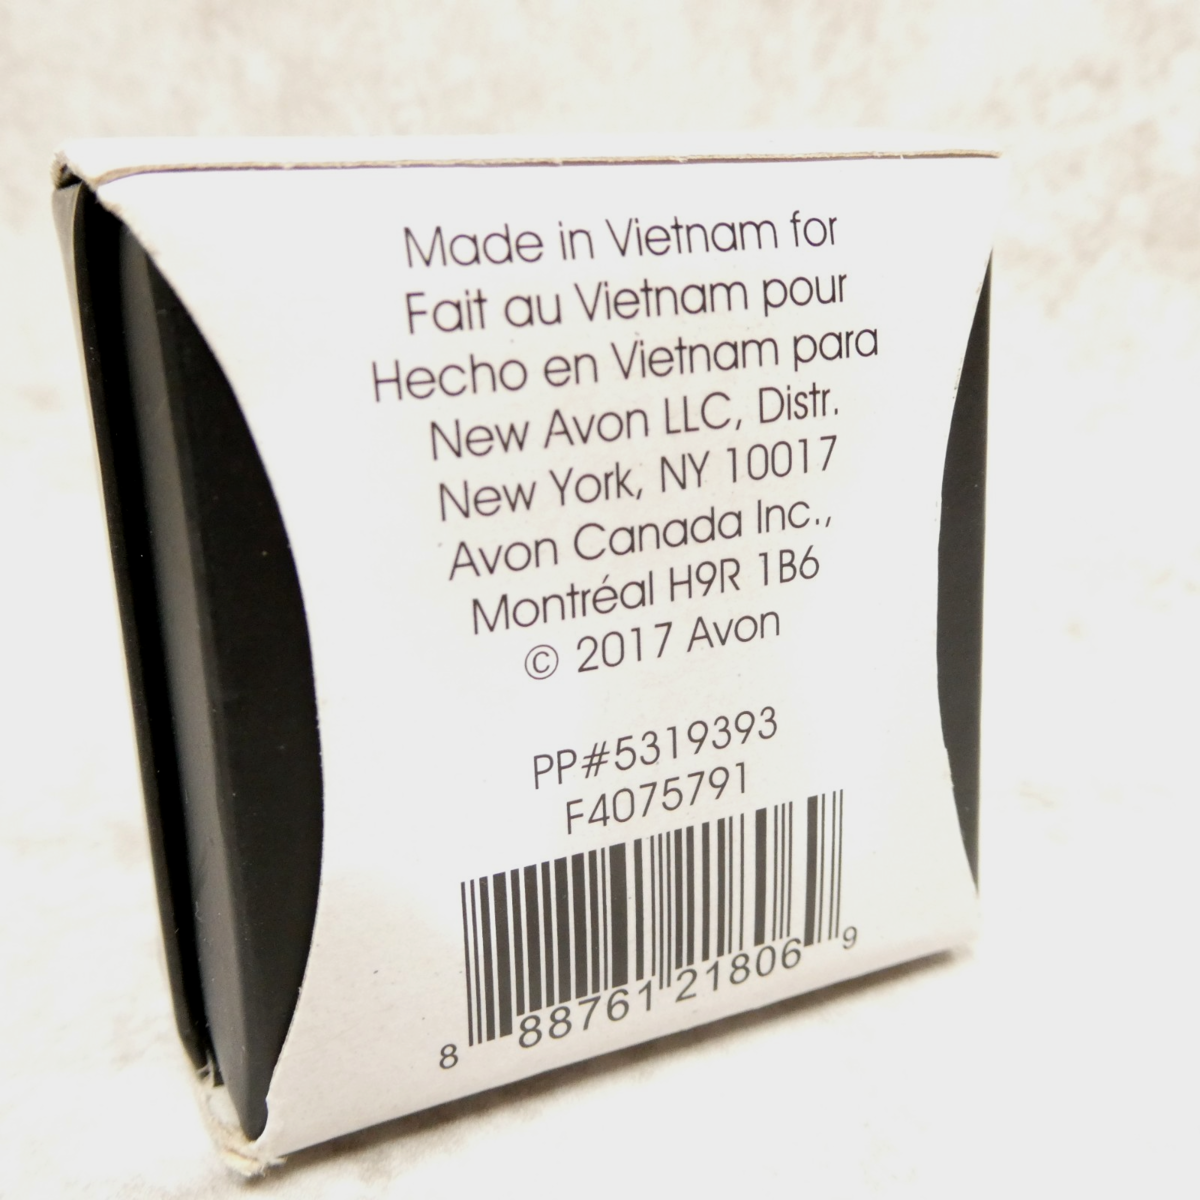 Made in Vietnam for
Fait au Vietnam pour
Hecho en Vietnam para
New Avon LLC, Distr.
New York, NY 10017
Avon Canada Inc.,
Montréal H9R 1B6
© 2017 Avon
PP#5319393
F4075791
8 88761 21806 9